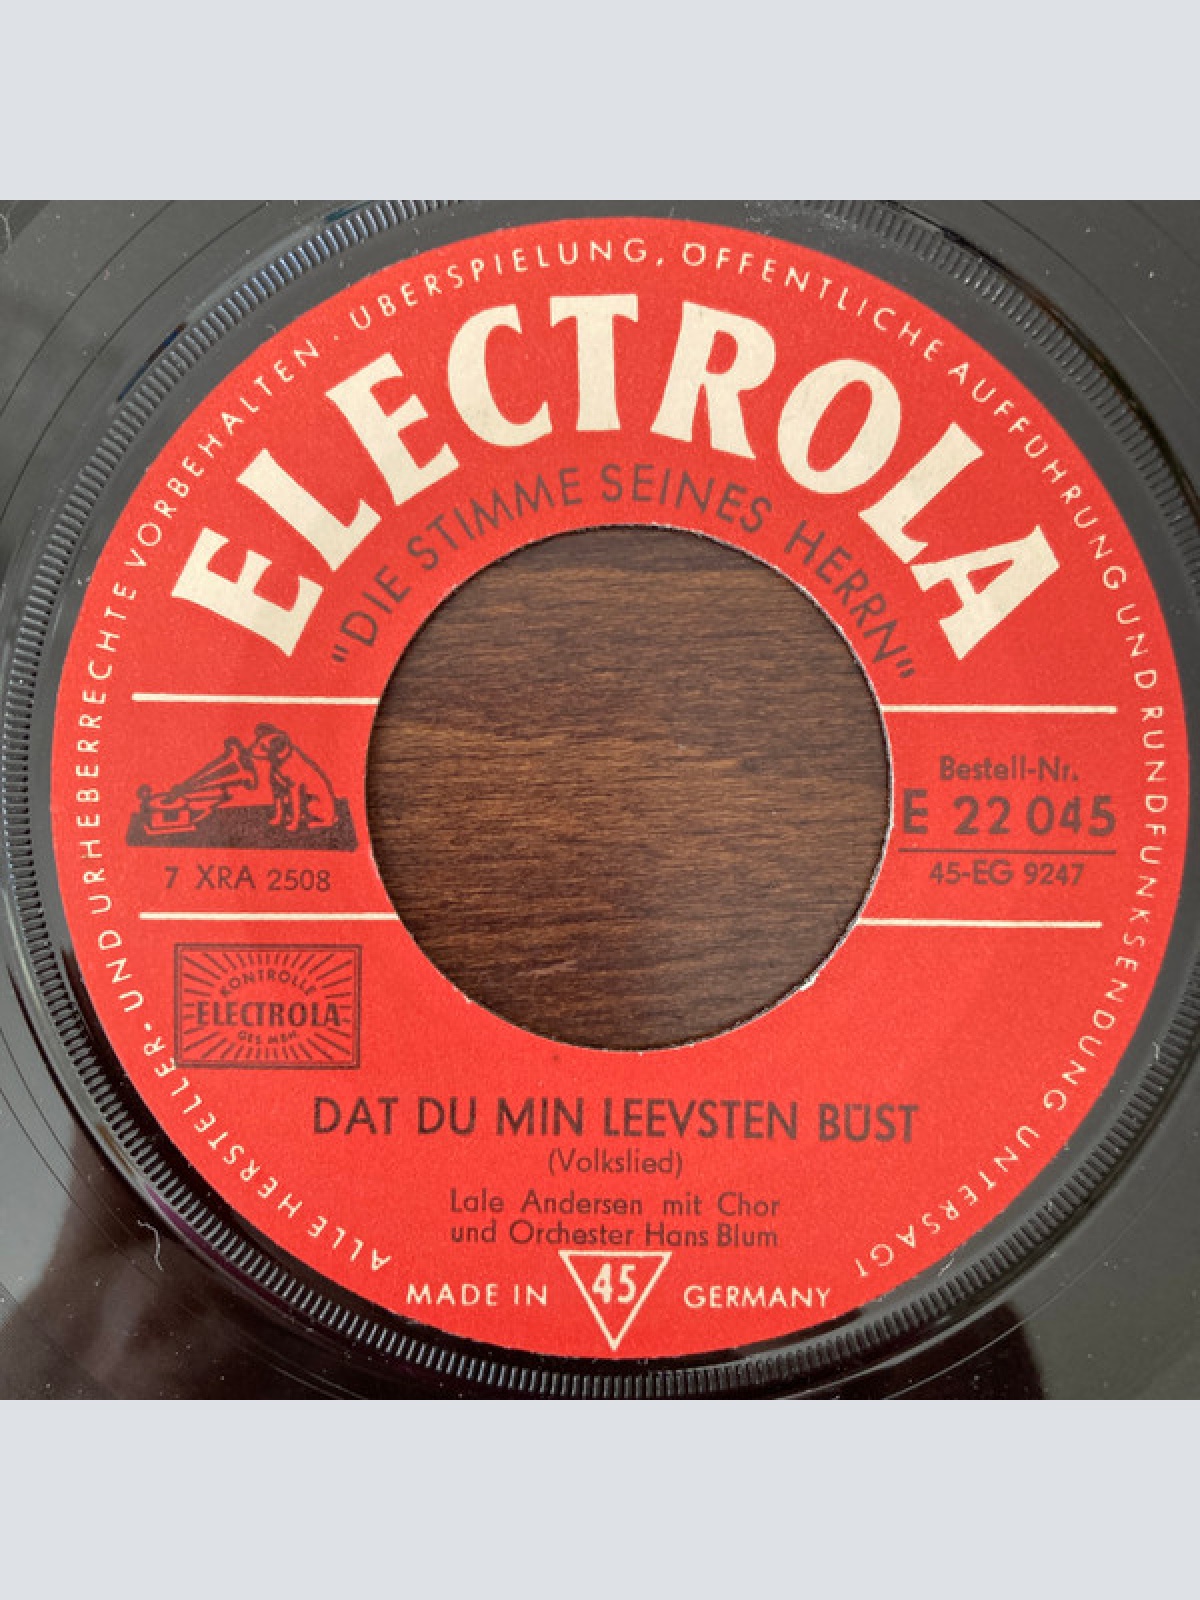 ALLE HERSTELLER- UND URHEBERRECHTE VORBEHALTEN · ÜBERSPIELUNG, ÖFFENTLICHE AUFFÜHRUNG UND RUNDFUNKSENDUNG UNTERSAGT
ELECTROLA
"DIE STIMME SEINES HERRN"
7 XRA 2508
Bestell-Nr.
E 22 045
45-EG 9247
KONTROLLE
ELECTROLA
GES. MBH.
DAT DU MIN LEEVSTEN BÜST
(Volkslied)
Lale Andersen mit Chor
und Orchester Hans Blum
MADE IN 45 GERMANY